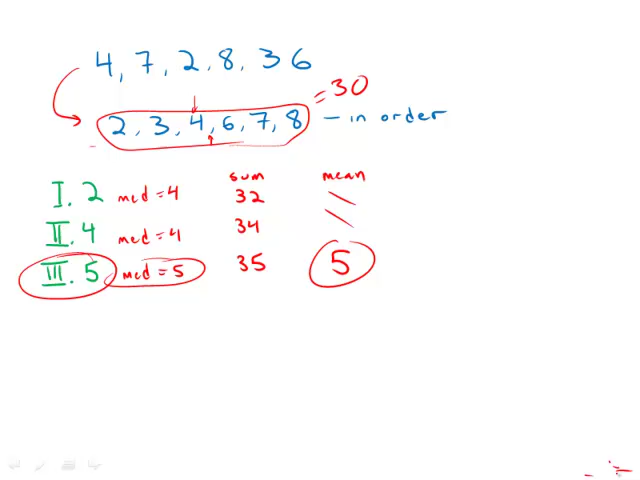 4, 7, 2, 8, 3 6
= 30
2, 3, 4, 6, 7, 8 – in order
sum mean
I. 2 med = 4 32
II. 4 med = 4 34
III. 5 med = 5 35 5